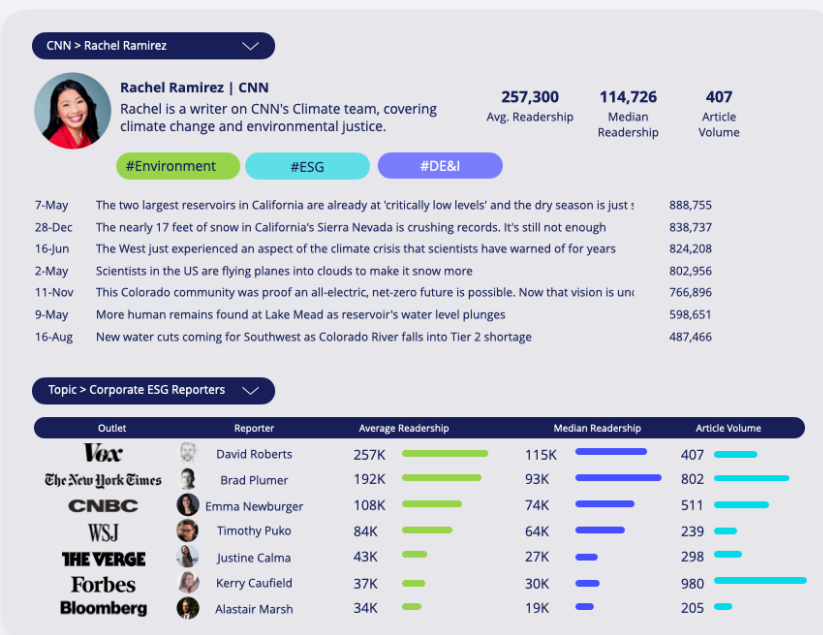 CNN > Rachel Ramirez
Rachel Ramirez | CNN
Rachel is a writer on CNN's Climate team, covering
climate change and environmental justice.
257,300
Avg. Readership
114,726
Median
Readership
407
Article
Volume
#Environment #ESG #DE&I
7-May The two largest reservoirs in California are already at 'critically low levels' and the dry season is just s 888,755
28-Dec The nearly 17 feet of snow in California's Sierra Nevada is crushing records. It's still not enough 838,737
16-Jun The West just experienced an aspect of the climate crisis that scientists have warned of for years 824,208
2-May Scientists in the US are flying planes into clouds to make it snow more 802,956
11-Nov This Colorado community was proof an all-electric, net-zero future is possible. Now that vision is 766,896
9-May More human remains found at Lake Mead as reservoir's water level plunges 598,651
16-Aug New water cuts coming for Southwest as Colorado River falls into Tier 2 shortage 487,466
Topic > Corporate ESG Reporters
Outlet Reporter Average Readership Median Readership Article Volume
Vox David Roberts 257K 115K 407
The New York Times Brad Plumer 192K 93K 802
CNBC Emma Newburger 108K 74K 511
WSJ Timothy Puko 84K 64K 239
THE VERGE Justine Calma 43K 27K 298
Forbes Kerry Caufield 37K 30K 980
Bloomberg Alastair Marsh 34K 19K 205